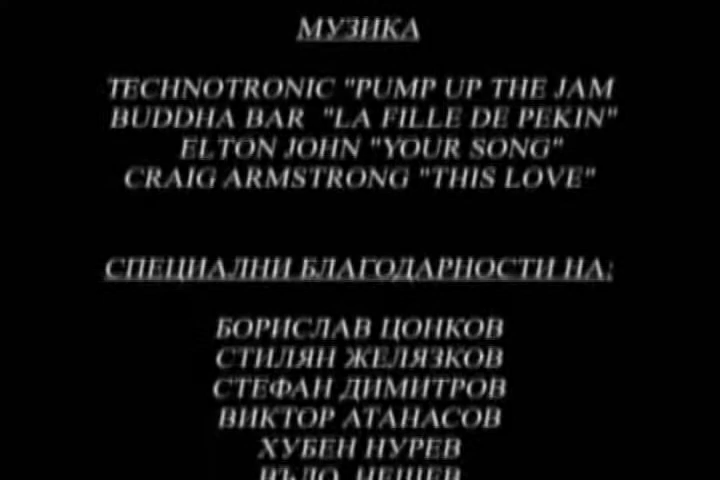 МУЗИКА
TECHNOTRONIC "PUMP UP THE JAM
BUDDHA BAR "LA FILLE DE PEKIN"
ELTON JOHN "YOUR SONG"
CRAIG ARMSTRONG "THIS LOVE"
СПЕЦИАЛНИ БЛАГОДАРНОСТИ НА:
БОРИСЛАВ ЦОНКОВ
СТИЛЯН ЖЕЛЯЗКОВ
СТЕФАН ДИМИТРОВ
ВИКТОР АТАНАСОВ
ХУБЕН НУРЕВ